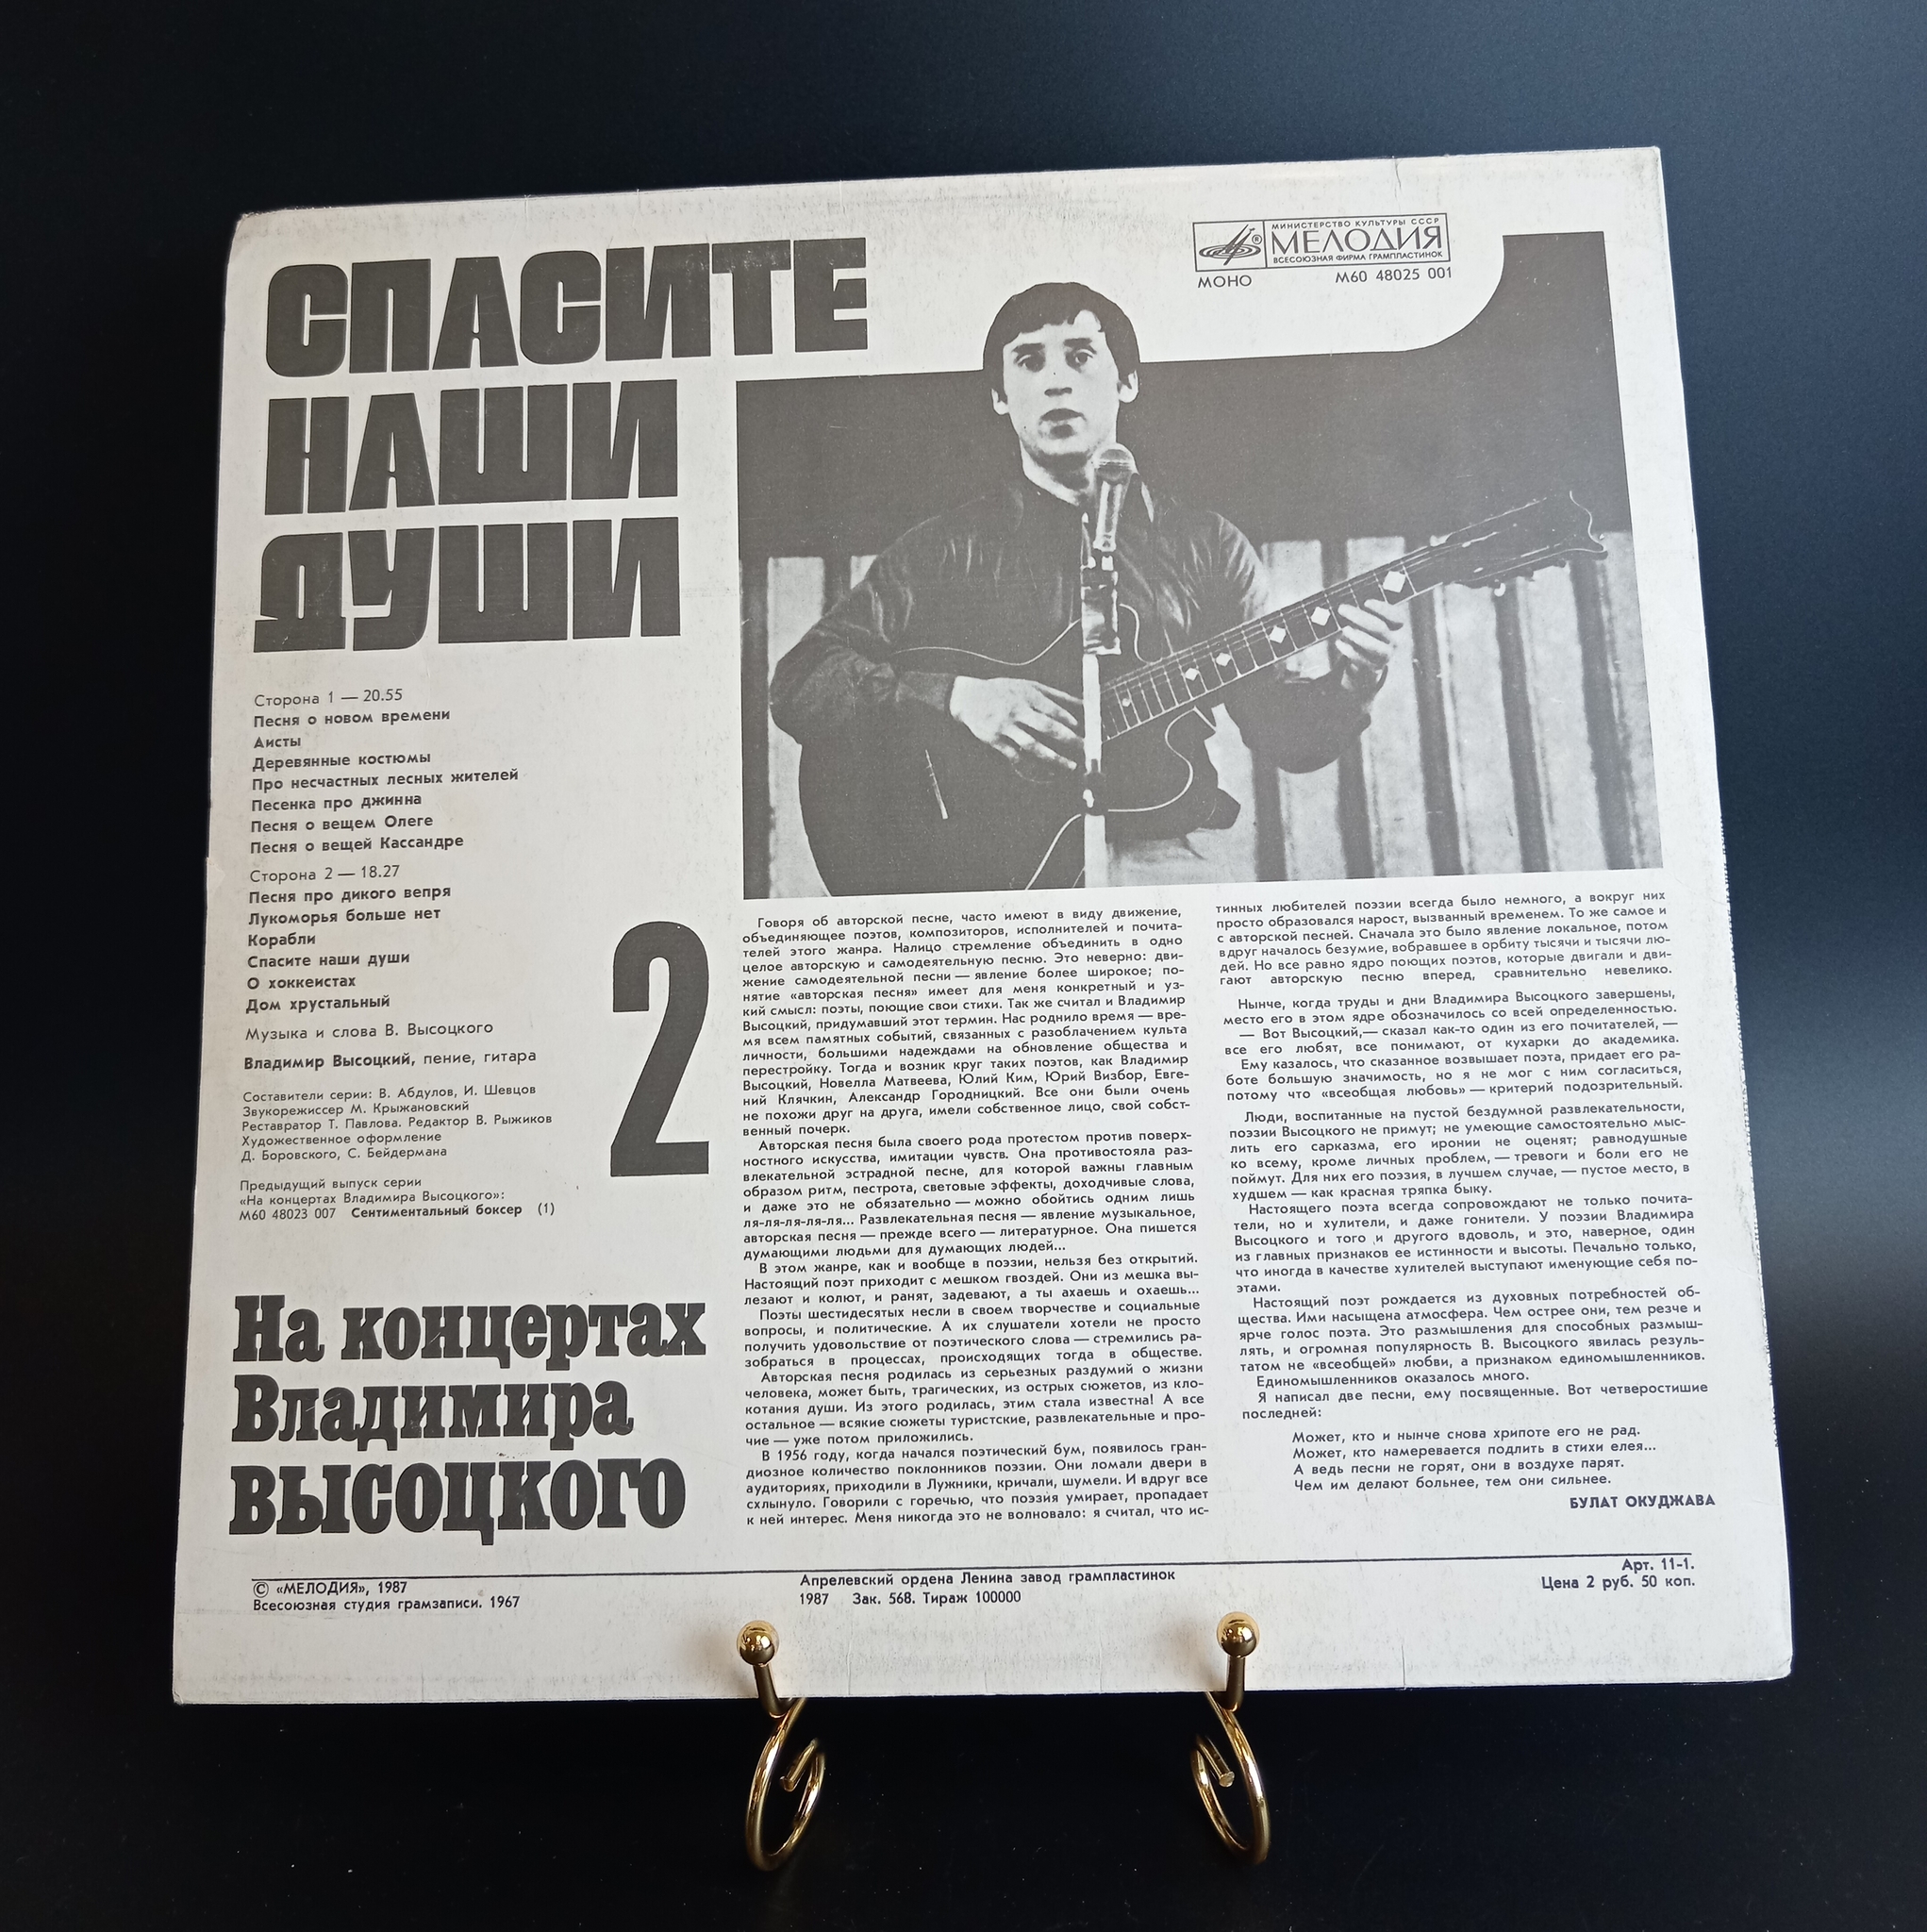 СПАСИТЕ
НАШИ
ДУШИ
МИНИСТЕРСТВО КУЛЬТУРЫ СССР
МЕЛОДИЯ
ВСЕСОЮЗНАЯ ФИРМА ГРАМПЛАСТИНОК
МОНО М60 48025 001
Сторона 1 — 20.55
Песня о новом времени
Аисты
Деревянные костюмы
Про несчастных лесных жителей
Песенка про джинна
Песня о вещем Олеге
Песня о вещей Кассандре
Сторона 2 — 18.27
Песня про дикого вепря
Лукоморья больше нет
Корабли
Спасите наши души
О хоккеистах
Дом хрустальный
Музыка и слова В. Высоцкого
Владимир Высоцкий, пение, гитара
Составители серии: В. Абдулов, И. Шевцов
Звукорежиссер М. Крыжановский
Реставратор Т. Павлова. Редактор В. Рыжиков
Художественное оформление
Д. Боровского, С. Бейдермана
Предыдущий выпуск серии
«На концертах Владимира Высоцкого»:
М60 48023 007 Сентиментальный боксер (1)
2
На концертах
Владимира
Высоцкого
Говоря об авторской песне, часто имеют в виду движение,
объединяющее поэтов, композиторов, исполнителей и почита-
телей этого жанра. Налицо стремление объединить в одно
целое авторскую и самодеятельную песню. Это неверно: дви-
жение самодеятельной песни — явление более широкое; по-
нятие «авторская песня» имеет для меня конкретный и уз-
кий смысл: поэты, поющие свои стихи. Так же считал и Владимир
Высоцкий, придумавший этот термин. Нас роднило время — вре-
мя всем памятных событий, связанных с разоблачением культа
личности, большими надеждами на обновление общества и
перестройку. Тогда и возник круг таких поэтов, как Владимир
Высоцкий, Новелла Матвеева, Юлий Ким, Юрий Визбор, Евге-
ний Клячкин, Александр Городницкий. Все они были очень
не похожи друг на друга, имели собственное лицо, свой собст-
венный почерк.
Авторская песня была своего рода протестом против поверх-
ностного искусства, имитации чувств. Она противостояла раз-
влекательной эстрадной песне, для которой важны главным
образом ритм, пестрота, световые эффекты, доходчивые слова,
и даже это не обязательно — можно обойтись одним лишь
ля-ля-ля-ля-ля... Развлекательная песня — явление музыкальное,
авторская песня — прежде всего — литературное. Она пишется
думающими людьми для думающих людей...
В этом жанре, как и вообще в поэзии, нельзя без открытий.
Настоящий поэт приходит с мешком гвоздей. Они из мешка вы-
лезают и колют, и ранят, задевают, а ты ахаешь и охаешь...
Поэты шестидесятых несли в своем творчестве и социальные
вопросы, и политические. А их слушатели хотели не просто
получить удовольствие от поэтического слова — стремились ра-
зобраться в процессах, происходящих тогда в обществе.
Авторская песня родилась из серьезных раздумий о жизни
человека, может быть, трагических, из острых сюжетов, из кло-
котания души. Из этого родилась, этим стала известна! А все
остальное — всякие сюжеты туристские, развлекательные и про-
чие — уже потом приложились.
В 1956 году, когда начался поэтический бум, появилось гран-
диозное количество поклонников поэзии. Они ломали двери в
аудиториях, приходили в Лужники, кричали, шумели. И вдруг все
схлынуло. Говорили с горечью, что поэзия умирает, пропадает
к ней интерес. Меня никогда это не волновало: я считал, что ис-
тинных любителей поэзии всегда было немного, а вокруг них
просто образовался нарост, вызванный временем. То же самое и
с авторской песней. Сначала это было явление локальное, потом
вдруг началось безумие, вобравшее в орбиту тысячи и тысячи лю-
дей. Но все равно ядро поющих поэтов, которые двигали и дви-
гают авторскую песню вперед, сравнительно невелико.
Нынче, когда труды и дни Владимира Высоцкого завершены,
место его в этом ядре обозначилось со всей определенностью.
— Вот Высоцкий,— сказал как-то один из его почитателей, —
все его любят, все понимают, от кухарки до академика.
Ему казалось, что сказанное возвышает поэта, придает его ра-
боте большую значимость, но я не мог с ним согласиться,
потому что «всеобщая любовь» — критерий подозрительный.
Люди, воспитанные на пустой бездумной развлекательности,
поэзии Высоцкого не примут; не умеющие самостоятельно мыс-
лить его сарказма, его иронии не оценят; равнодушные
ко всему, кроме личных проблем, — тревоги и боли его не
поймут. Для них его поэзия, в лучшем случае, — пустое место, в
худшем — как красная тряпка быку.
Настоящего поэта всегда сопровождают не только почита-
тели, но и хулители, и даже гонители. У поэзии Владимира
Высоцкого и того и другого вдоволь, и это, наверное, один
из главных признаков ее истинности и высоты. Печально только,
что иногда в качестве хулителей выступают именующие себя по-
этами.
Настоящий поэт рождается из духовных потребностей об-
щества. Ими насыщена атмосфера. Чем острее они, тем резче и
ярче голос поэта. Это размышления для способных размыш-
лять, и огромная популярность В. Высоцкого явилась резуль-
татом не «всеобщей» любви, а признаком единомышленников.
Единомышленников оказалось много.
Я написал две песни, ему посвященные. Вот четверостишие
последней:
Может, кто и нынче снова хрипоте его не рад.
Может, кто намеревается подлить в стихи елея...
А ведь песни не горят, они в воздухе парят.
Чем им делают больнее, тем они сильнее.
БУЛАТ ОКУДЖАВА
© «МЕЛОДИЯ», 1987
Всесоюзная студия грамзаписи. 1967
Апрелевский ордена Ленина завод грампластинок
1987 Зак. 568. Тираж 100000
Арт. 11-1.
Цена 2 руб. 50 коп.